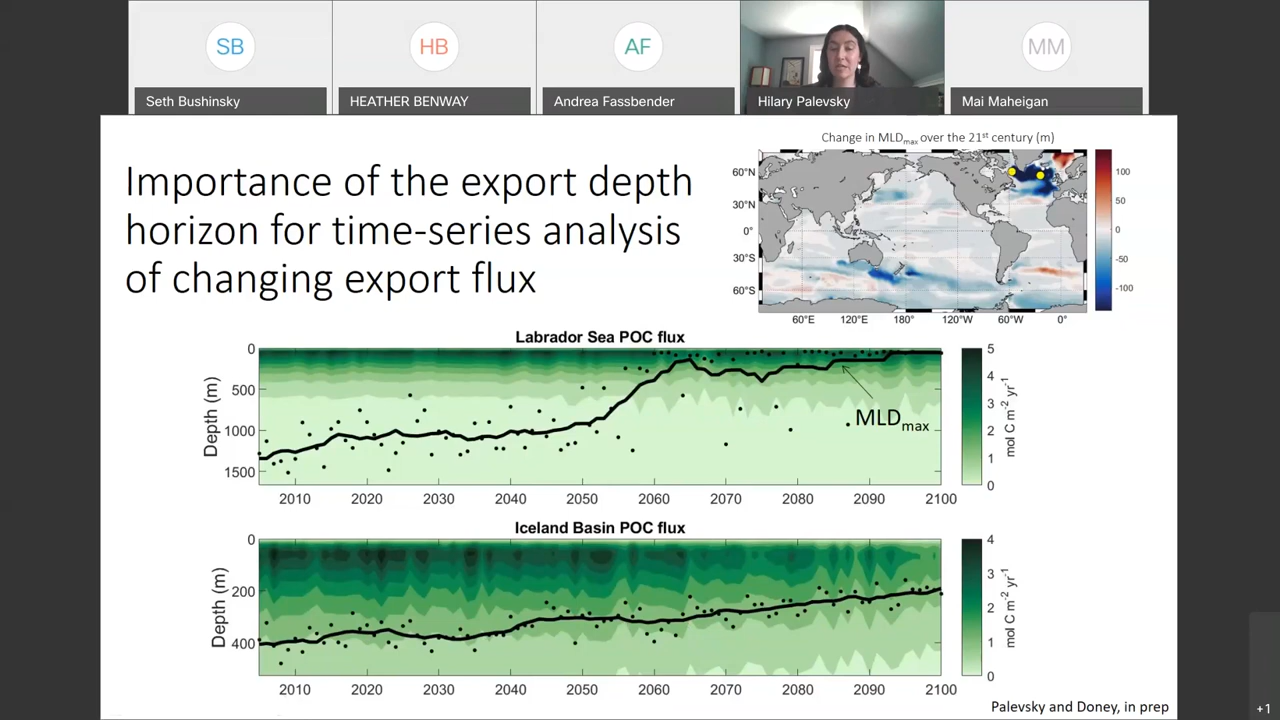 SB
HB
AF
MM
Seth Bushinsky
HEATHER BENWAY
Andrea Fassbender
Hilary Palevsky
Mai Maheigan
Importance of the export depth
horizon for time-series analysis
of changing export flux
Change in MLDmax over the 21st century (m)
60°N
30°N
0°
30°S
60°S
60°E 120°E 180° 120°W 60°W 0°
100
50
0
-50
-100
Labrador Sea POC flux
Depth (m)
0
500
1000
1500
2010 2020 2030 2040 2050 2060 2070 2080 2090 2100
MLDmax
5
4
3
2
1
0
mol C m-2 yr-1
Iceland Basin POC flux
Depth (m)
0
200
400
2010 2020 2030 2040 2050 2060 2070 2080 2090 2100
4
3
2
1
0
mol C m-2 yr-1
Palevsky and Doney, in prep
+1